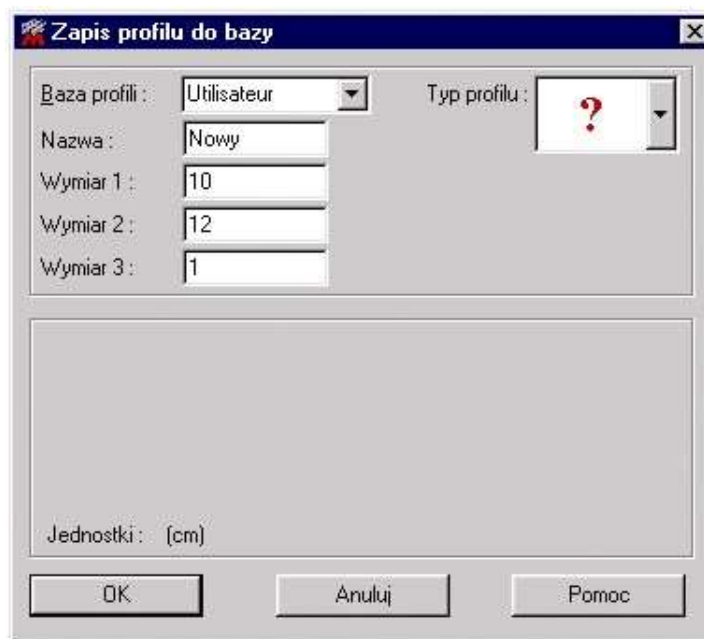 Zapis profilu do bazy
Baza profili : Utilisateur Typ profilu : ?
Nazwa : Nowy
Wymiar 1 : 10
Wymiar 2 : 12
Wymiar 3 : 1
Jednostki : (cm)
OK Anuluj Pomoc